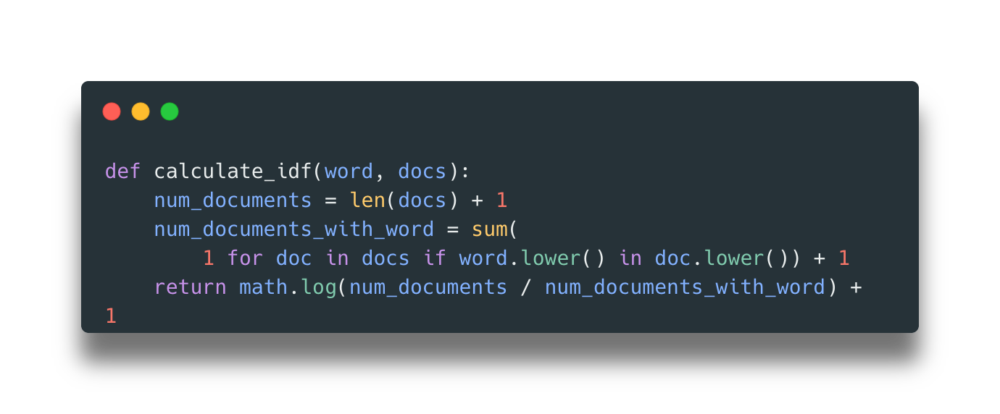 def calculate_idf(word, docs):
    num_documents = len(docs) + 1
    num_documents_with_word = sum(
        1 for doc in docs if word.lower() in doc.lower()) + 1
    return math.log(num_documents / num_documents_with_word) +
1